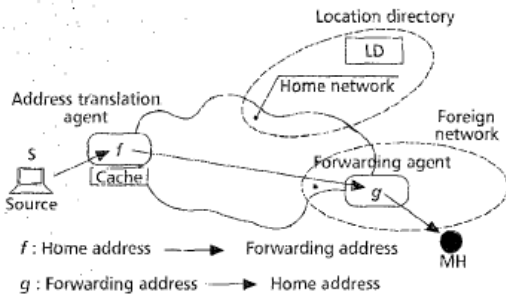 Location directory
LD
Home network
Address translation
agent
Foreign
network
S
f
Forwarding agent
Cache
g
Source
MH
f : Home address → Forwarding address
g : Forwarding address → Home address